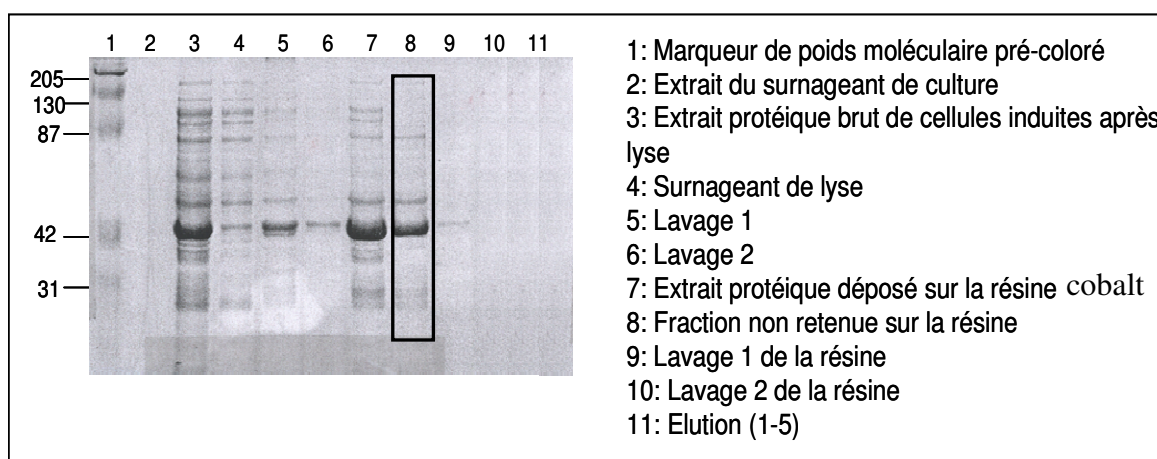 1 2 3 4 5 6 7 8 9 10 11
205
130
87
42
31
1: Marqueur de poids moléculaire pré-coloré
2: Extrait du surnageant de culture
3: Extrait protéique brut de cellules induites après
lyse
4: Surnageant de lyse
5: Lavage 1
6: Lavage 2
7: Extrait protéique déposé sur la résine cobalt
8: Fraction non retenue sur la résine
9: Lavage 1 de la résine
10: Lavage 2 de la résine
11: Elution (1-5)